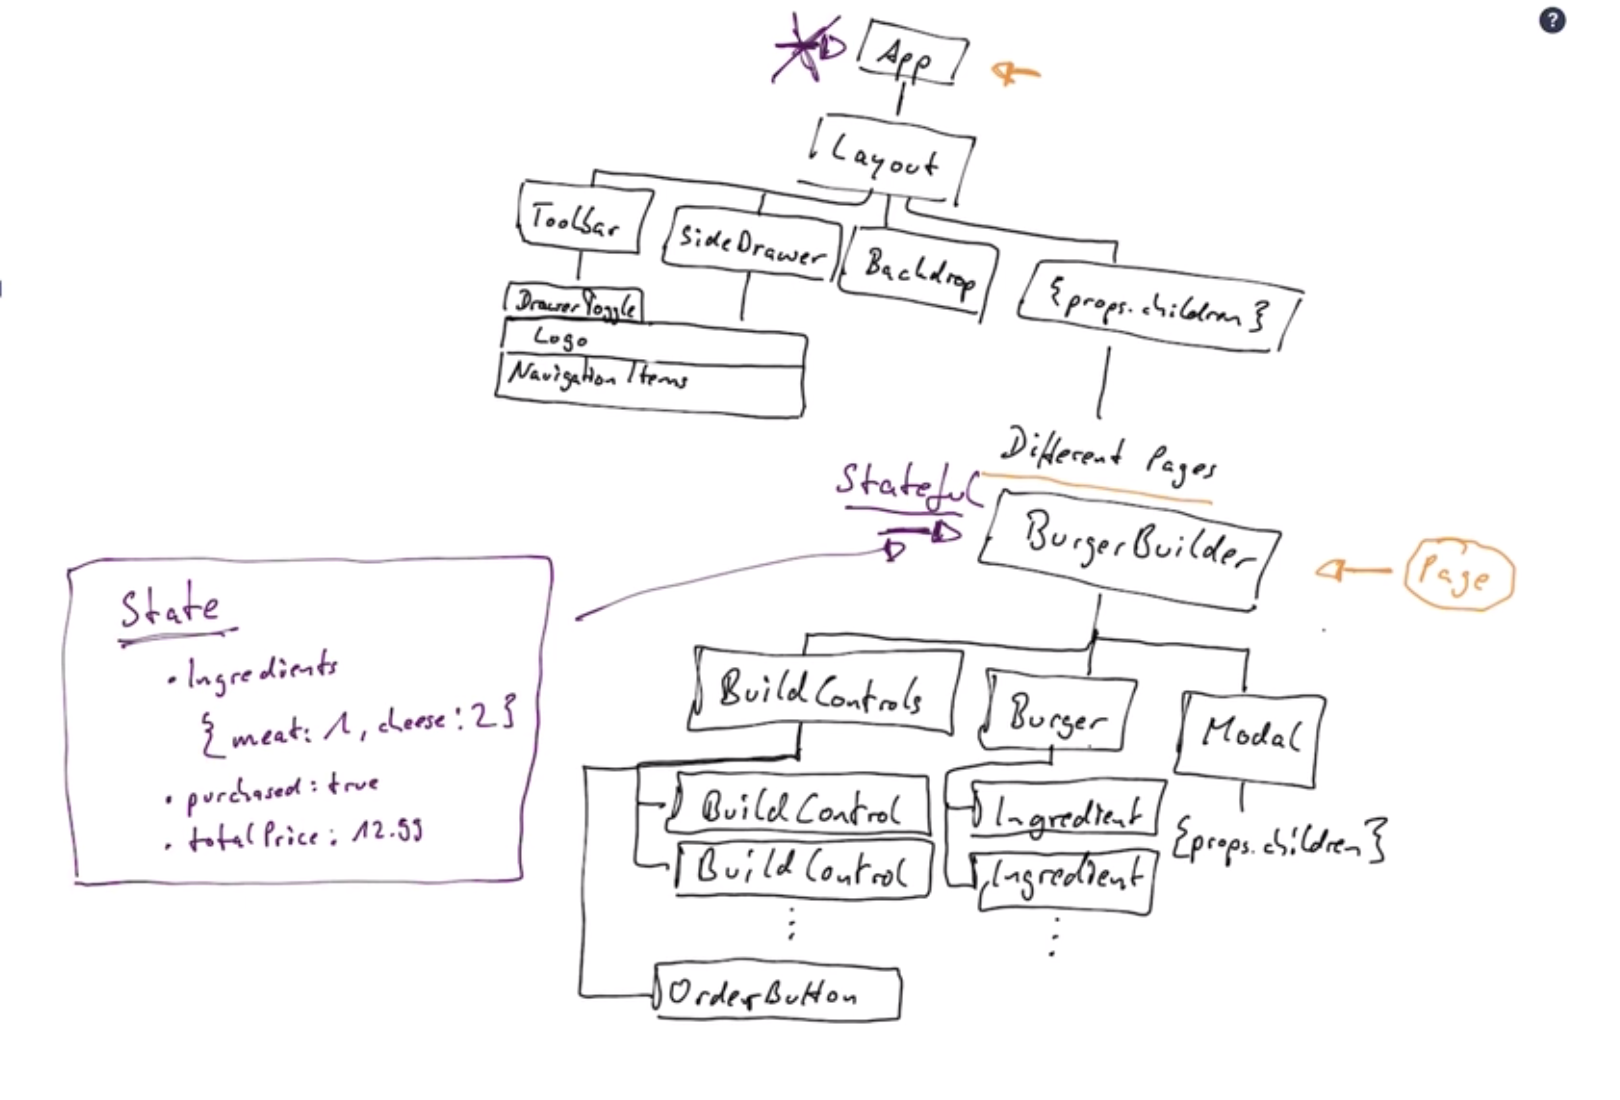 ?
App
Layout
Toolbar
SideDrawer
Backdrop
{props.children}
DrawerToggle
Logo
Navigation Items
Different Pages
Stateful
BurgerBuilder
Page
State
• Ingredients
{meat: 1, cheese: 2}
• purchased: true
• totalPrice: 12.99
BuildControls
Burger
Modal
BuildControl
Ingredient
{props.children}
BuildControl
Ingredient
OrderButton